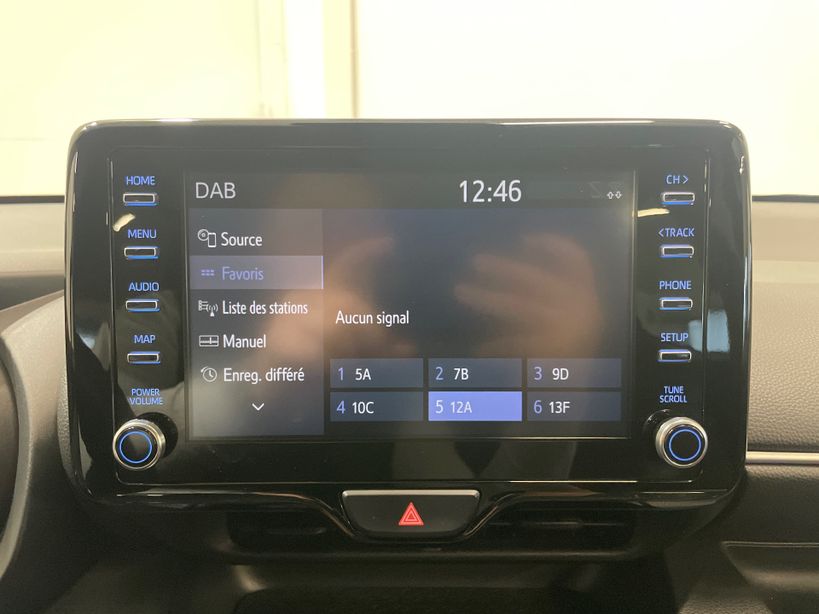 HOME
MENU
AUDIO
MAP
POWER
VOLUME
DAB
12:46
Source
Favoris
Liste des stations
Manuel
Enreg. différé
Aucun signal
1 5A
2 7B
3 9D
4 10C
5 12A
6 13F
CH >
< TRACK
PHONE
SETUP
TUNE
SCROLL